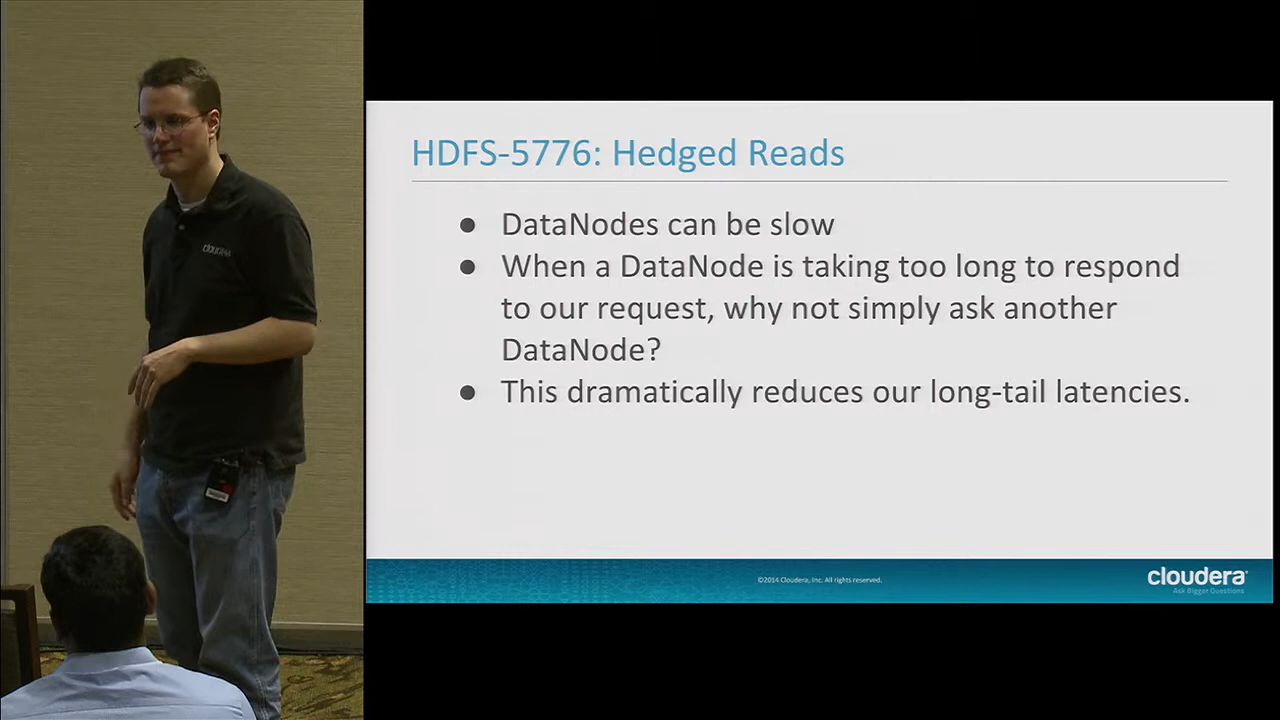 cloudera
HDFS-5776: Hedged Reads
● DataNodes can be slow
● When a DataNode is taking too long to respond
to our request, why not simply ask another
DataNode?
● This dramatically reduces our long-tail latencies.
©2014 Cloudera, Inc. All rights reserved.
cloudera
Ask Bigger Questions